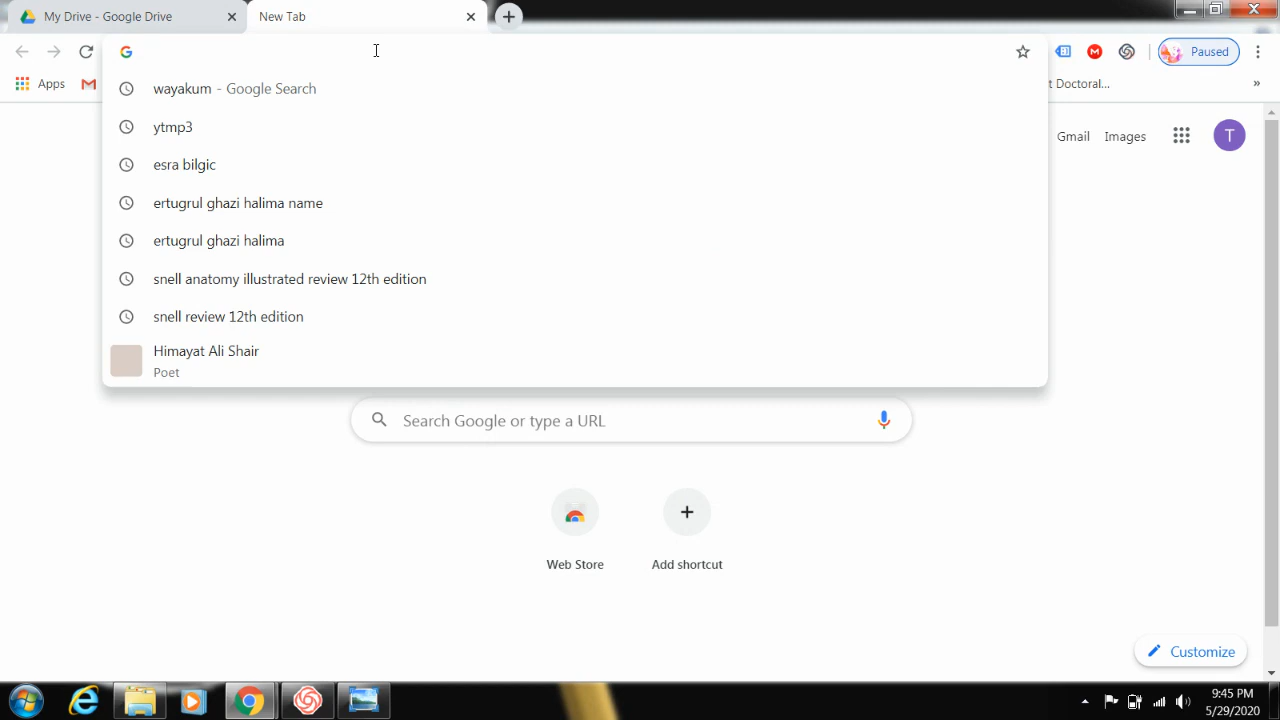 My Drive - Google Drive
New Tab
Paused
wayakum - Google Search
Apps
t Doctoral...
»
ytmp3
Gmail Images T
esra bilgic
ertugrul ghazi halima name
ertugrul ghazi halima
snell anatomy illustrated review 12th edition
snell review 12th edition
Himayat Ali Shair
Poet
Search Google or type a URL
Web Store
Add shortcut
Customize
9:45 PM
5/29/2020